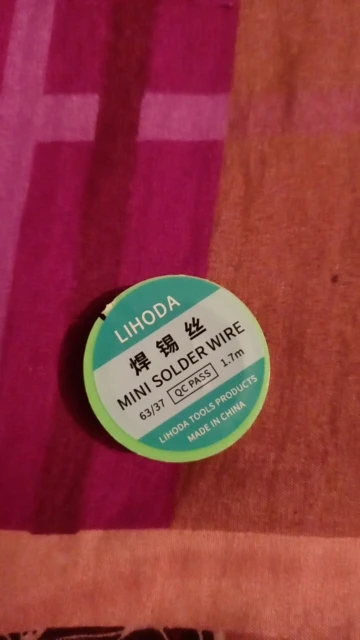 LIHODA
焊锡丝
MINI SOLDER WIRE
63/37 QC PASS 1.7m
LIHODA TOOLS PRODUCTS
MADE IN CHINA